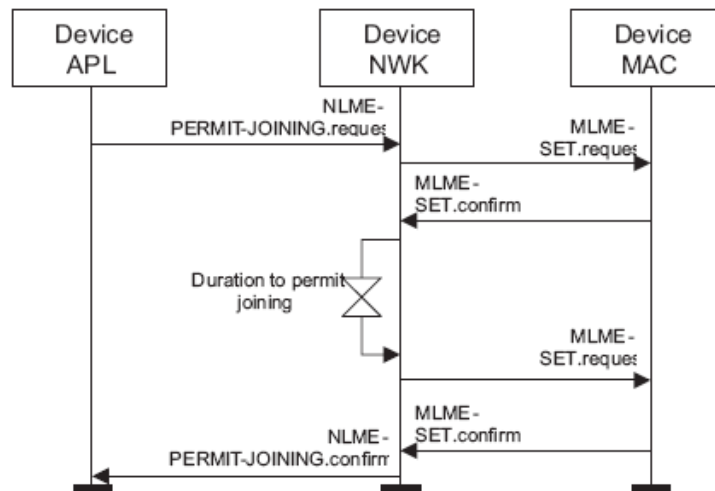 Device
APL
Device
NWK
Device
MAC
NLME-
PERMIT-JOINING.reques
MLME-
SET.reques
MLME-
SET.confirm
Duration to permit
joining
MLME-
SET.reques
MLME-
SET.confirm
NLME-
PERMIT-JOINING.confirm